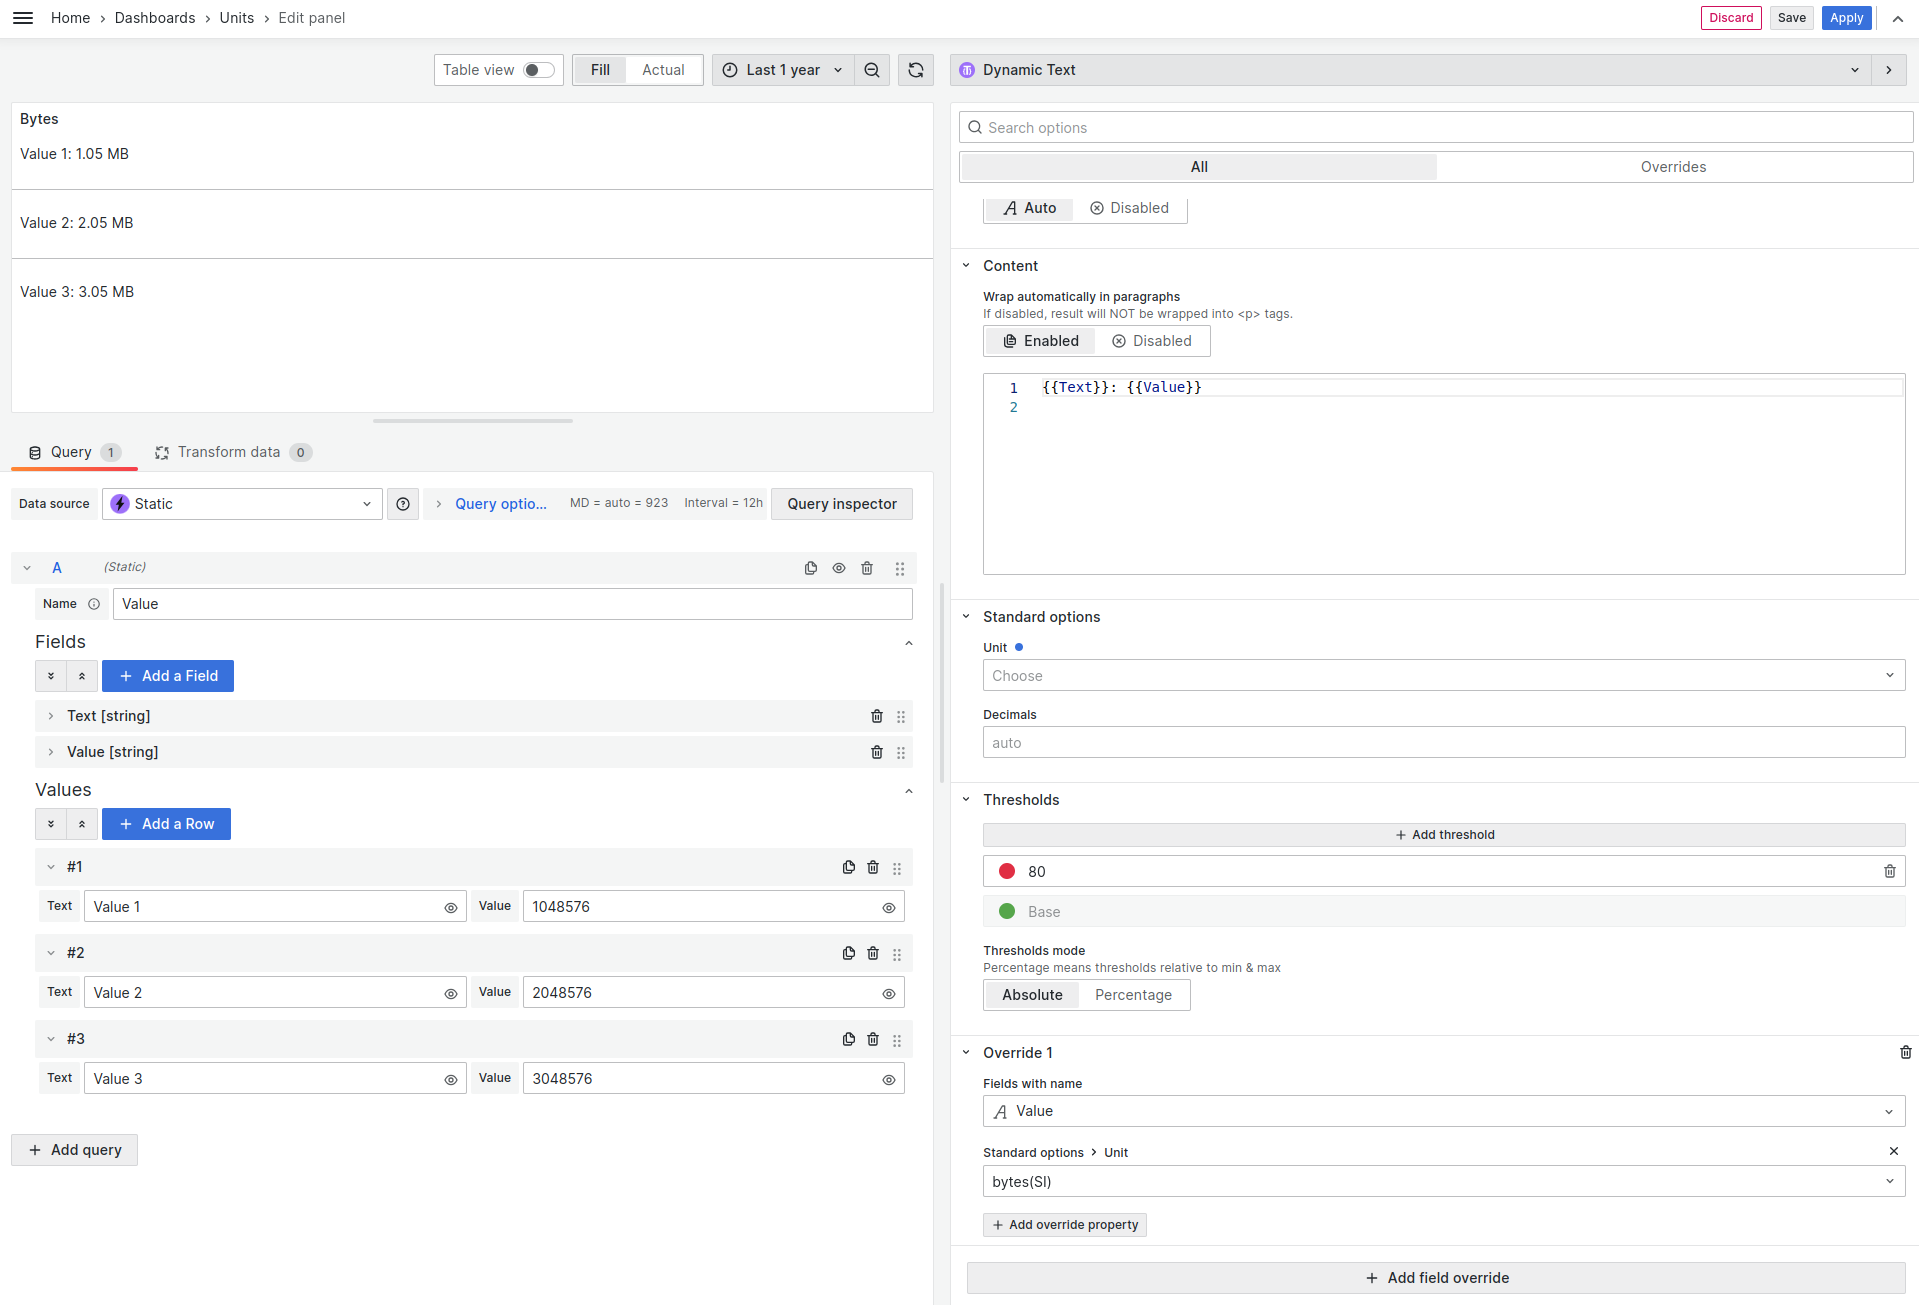 Home › Dashboards › Units › Edit panel
Discard
Save
Apply
Table view
Fill
Actual
Last 1 year
Dynamic Text
Bytes
Value 1: 1.05 MB
Value 2: 2.05 MB
Value 3: 3.05 MB
Query 1
Transform data 0
Data source
Static
Query optio...
MD = auto = 923
Interval = 12h
Query inspector
A
(Static)
Name
Value
Fields
Add a Field
Text [string]
Value [string]
Values
Add a Row
#1
Text
Value 1
Value
1048576
#2
Text
Value 2
Value
2048576
#3
Text
Value 3
Value
3048576
Add query
Search options
All
Overrides
Auto
Disabled
Content
Wrap automatically in paragraphs
If disabled, result will NOT be wrapped into <p> tags.
Enabled
Disabled
1 {{Text}}: {{Value}}
2
Standard options
Unit
Choose
Decimals
auto
Thresholds
Add threshold
80
Base
Thresholds mode
Percentage means thresholds relative to min & max
Absolute
Percentage
Override 1
Fields with name
Value
Standard options > Unit
bytes(SI)
Add override property
Add field override